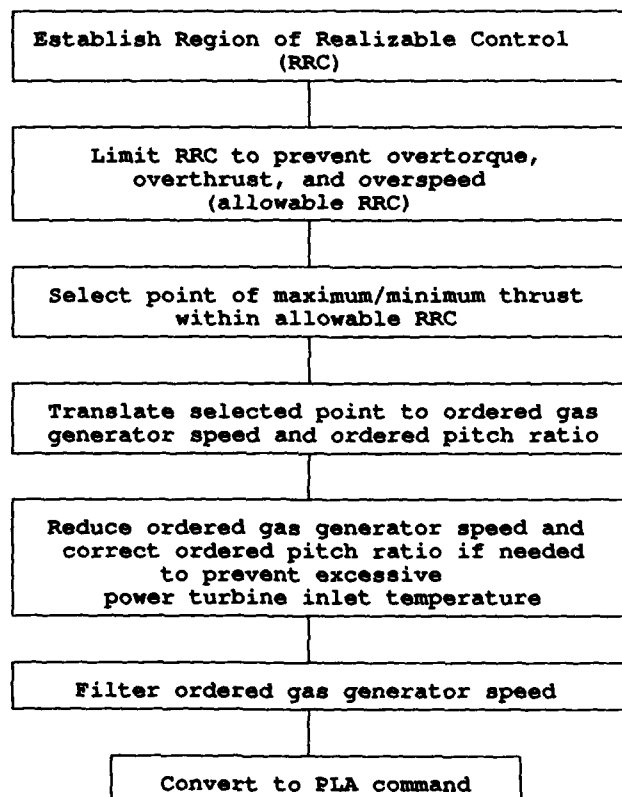 Establish Region of Realizable Control
(RRC)
Limit RRC to prevent overtorque,
overthrust, and overspeed
(allowable RRC)
Select point of maximum/minimum thrust
within allowable RRC
Translate selected point to ordered gas
generator speed and ordered pitch ratio
Reduce ordered gas generator speed and
correct ordered pitch ratio if needed
to prevent excessive
power turbine inlet temperature
Filter ordered gas generator speed
Convert to PLA command